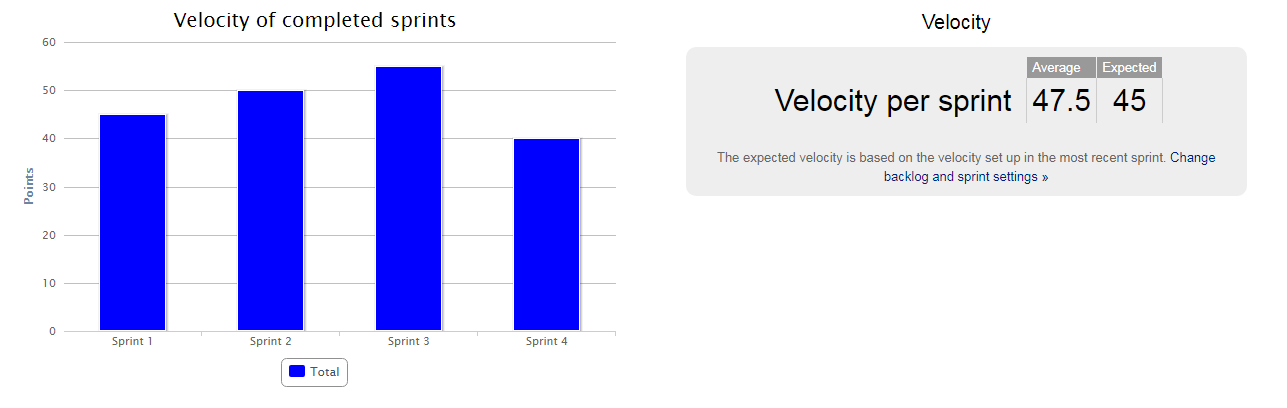 Velocity of completed sprints
60
50
40
30
20
10
0
Points
Sprint 1 Sprint 2 Sprint 3 Sprint 4
Total
Velocity
Average Expected
Velocity per sprint 47.5 45
The expected velocity is based on the velocity set up in the most recent sprint. Change
backlog and sprint settings »